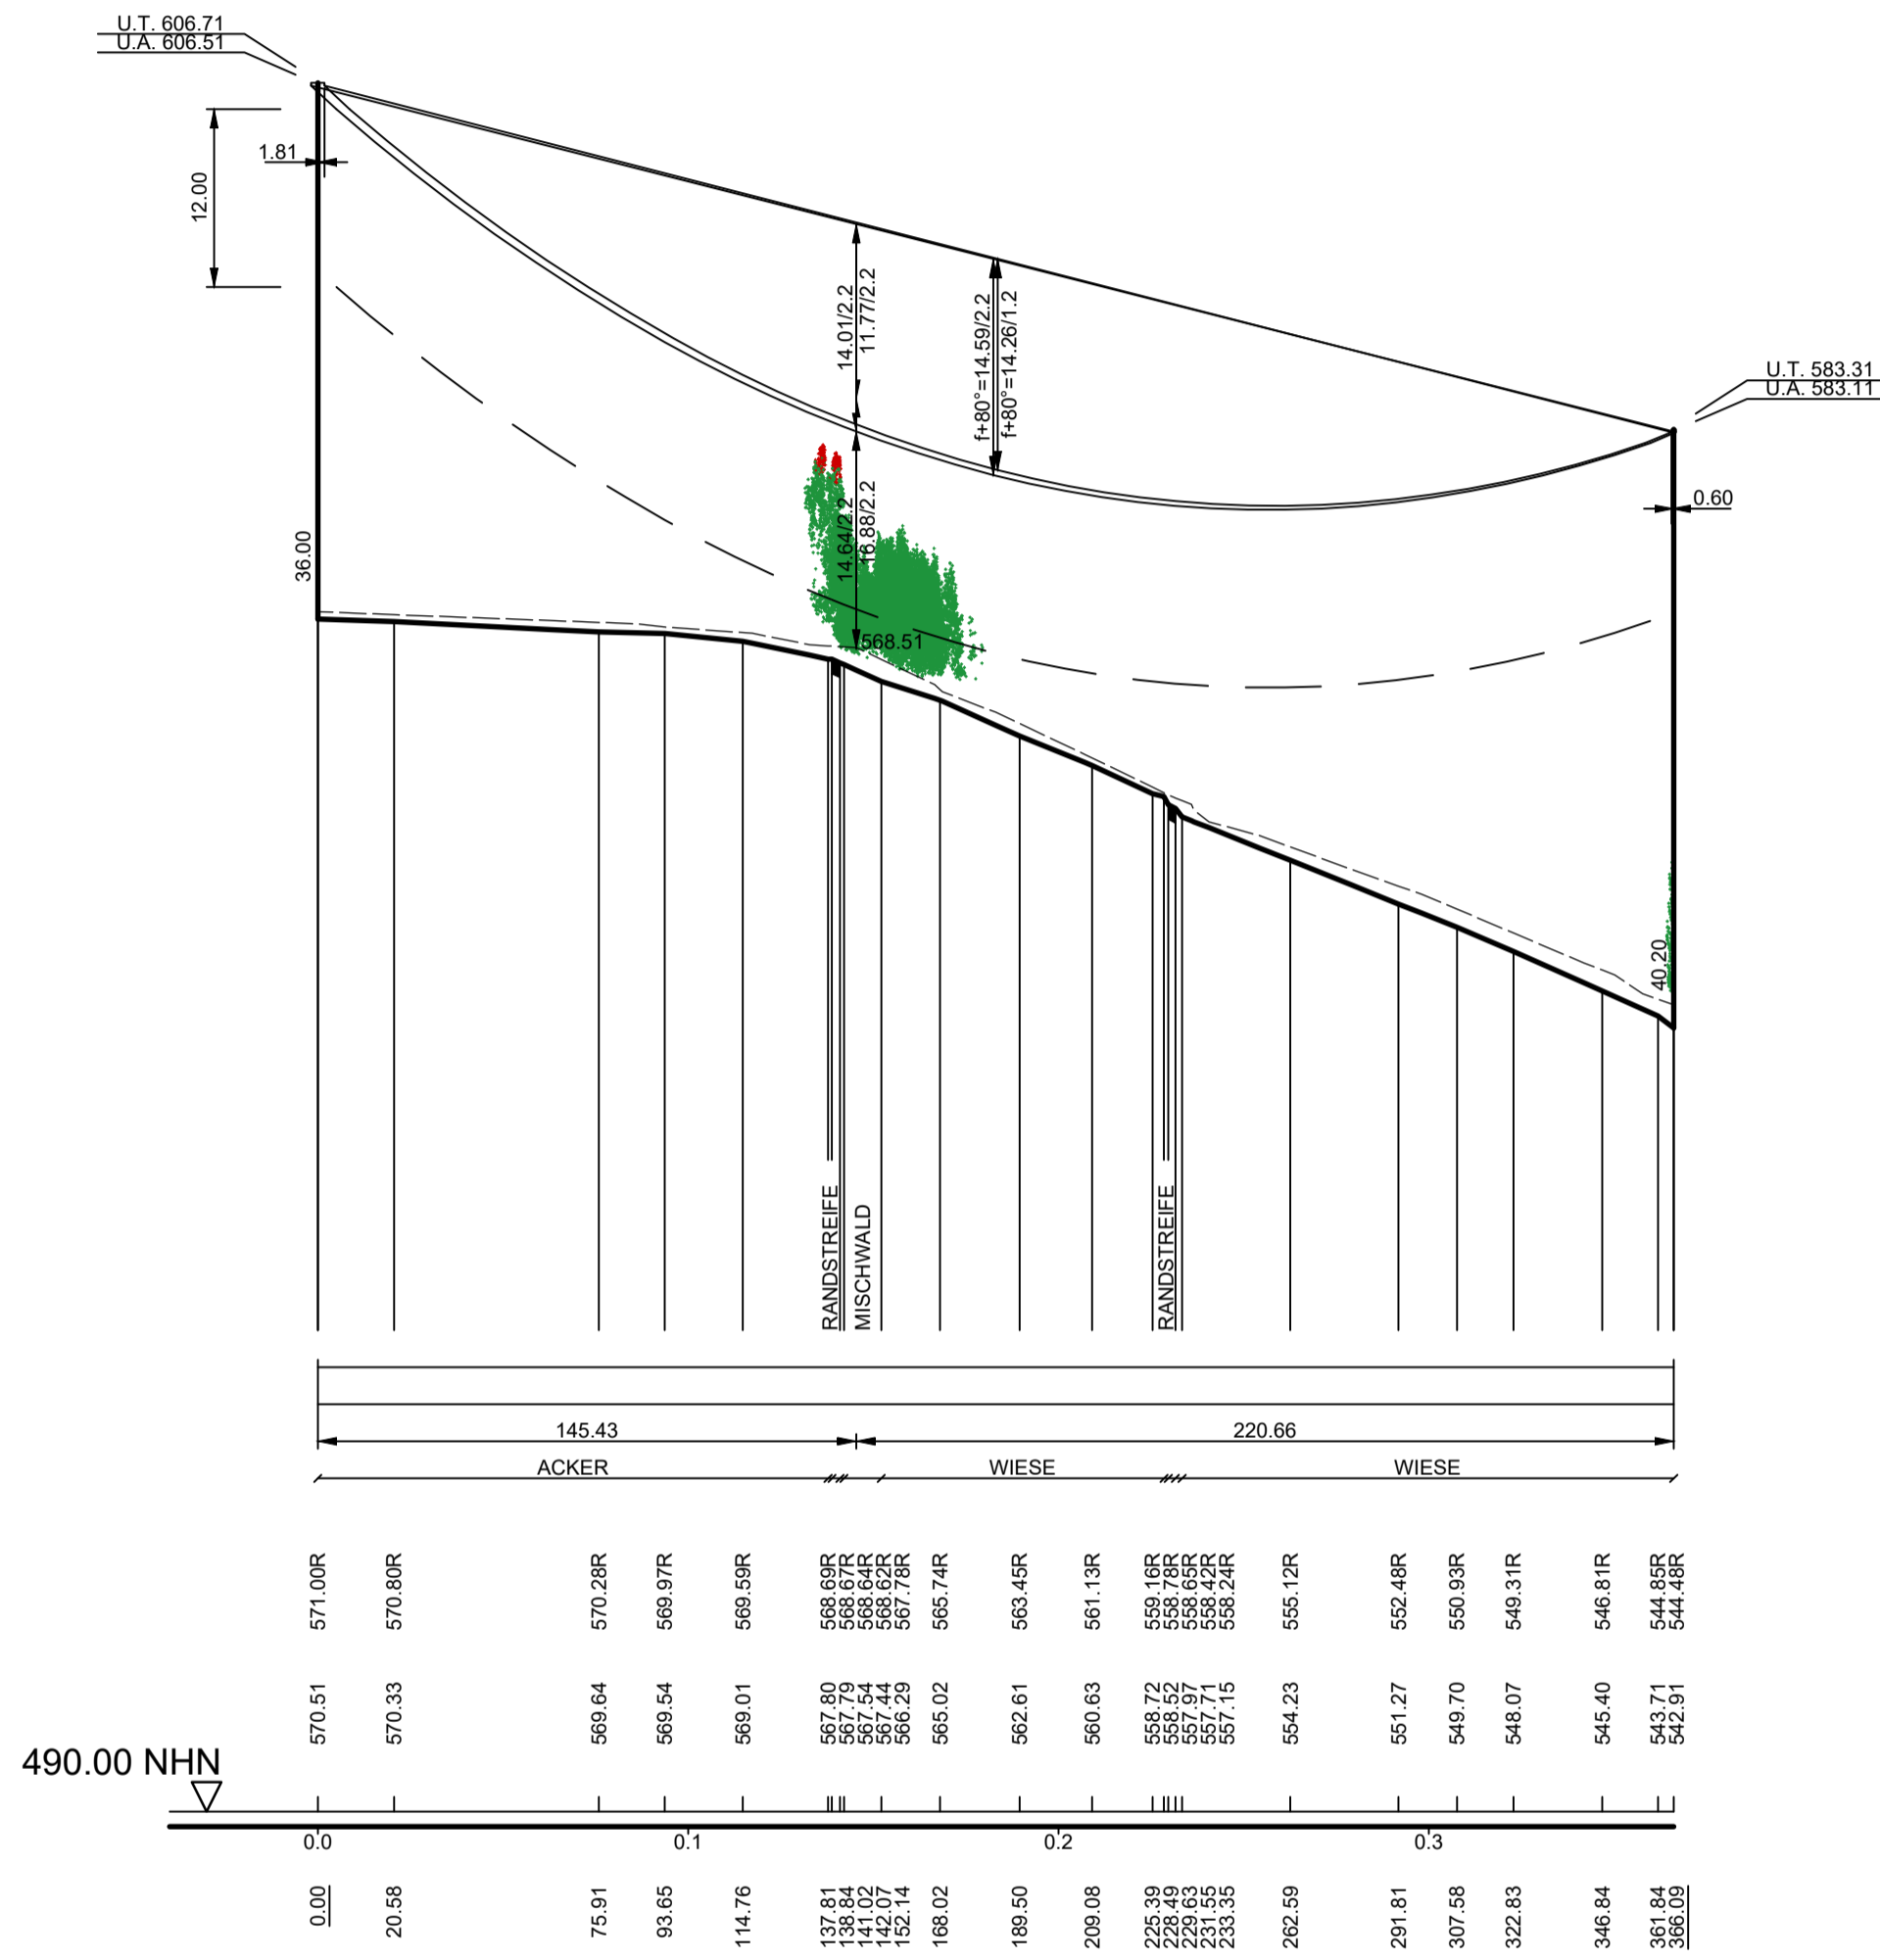 U.T. 606.71
U.A. 606.51
12.00
1.81
36.00
14.01/2.2
11.77/2.2
f+80°=14.59/2.2
f+80°=14.26/1.2
U.T. 583.31
U.A. 583.11
0.60
14.64/2.2
16.88/2.2
568.51
40.20
RANDSTREIFE
MISCHWALD
RANDSTREIFE
145.43
220.66
ACKER
WIESE
WIESE
571.00R
570.80R
570.28R
569.97R
569.59R
568.69R
568.67R
568.64R
568.62R
567.78R
565.74R
563.45R
561.13R
559.16R
558.78R
558.65R
558.42R
558.24R
555.12R
552.48R
550.93R
549.31R
546.81R
544.85R
544.48R
570.51
570.33
569.64
569.54
569.01
567.80
567.79
567.54
567.44
566.29
565.02
562.61
560.63
558.72
558.52
557.97
557.71
557.15
554.23
551.27
549.70
548.07
545.40
543.71
542.91
490.00 NHN
0.0
0.1
0.2
0.3
0.00
20.58
75.91
93.65
114.76
137.81
138.84
141.02
142.07
152.14
168.02
189.50
209.08
225.39
228.49
229.63
231.55
233.35
262.59
291.81
307.58
322.83
346.84
361.84
366.09